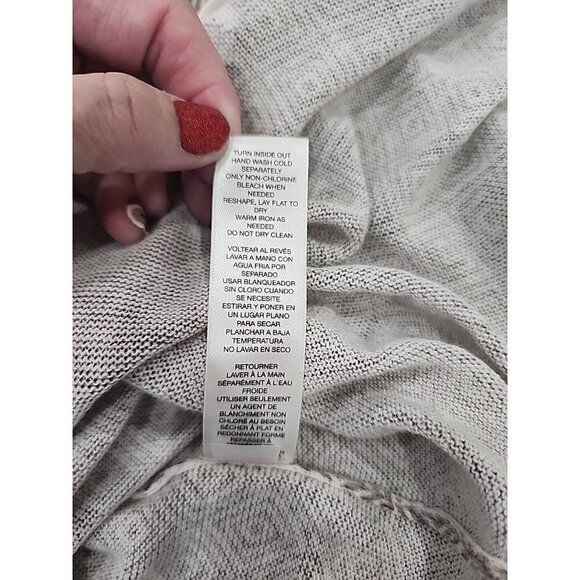 TURN INSIDE OUT
HAND WASH COLD
SEPARATELY
ONLY NON-CHLORINE
BLEACH WHEN
NEEDED
RESHAPE, LAY FLAT TO
DRY
WARM IRON AS
NEEDED
DO NOT DRY CLEAN
VOLTEAR AL REVÉS
LAVAR A MANO CON
AGUA FRIA POR
SEPARADO
USAR BLANQUEADOR
SIN CLORO CUANDO
SE NECESITE
ESTIRAR Y PONER EN
UN LUGAR PLANO
PARA SECAR
PLANCHAR A BAJA
TEMPERATURA
NO LAVAR EN SECO
RETOURNER
LAVER À LA MAIN
SÉPARÉMENT À L'EAU
FROIDE
UTILISER SEULEMENT
UN AGENT DE
BLANCHIMENT NON
CHLORÉ AU BESOIN
SÉCHER À PLAT EN
REDONNANT FORME
REPASSER À